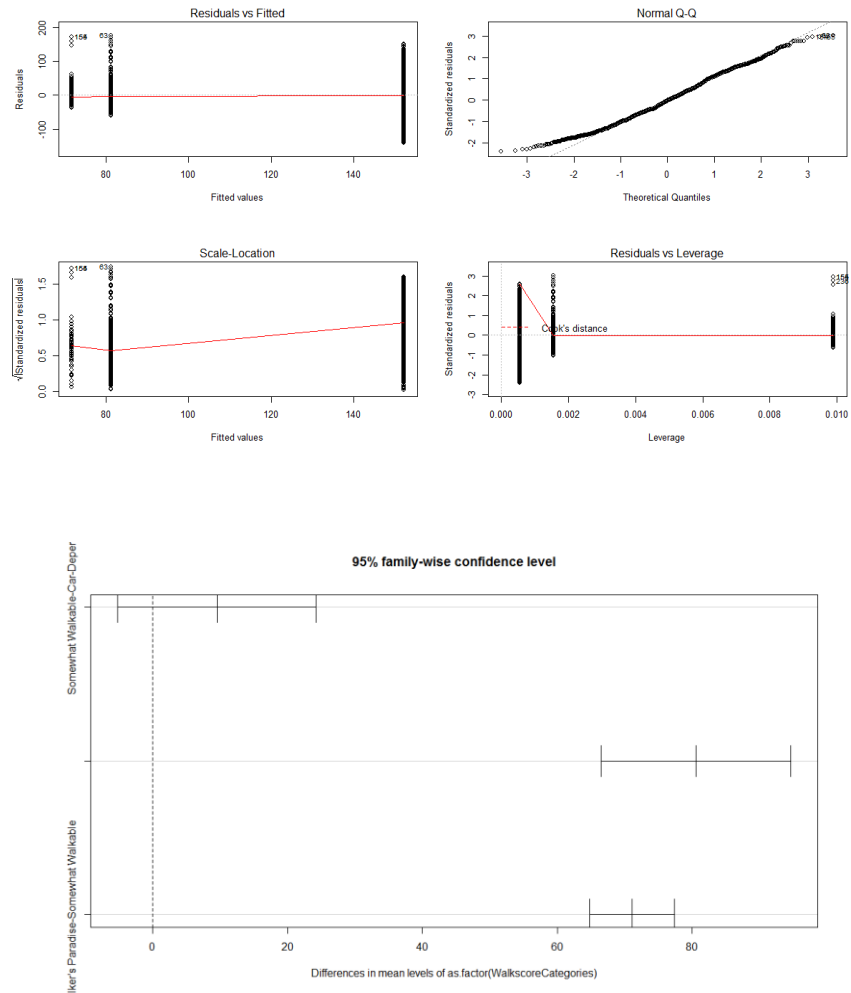 Residuals vs Fitted
Residuals
200
100
0
-100
155
63
80
100
120
140
Fitted values
Normal Q-Q
Standardized residuals
3
2
1
0
-1
-2
-3
-2
-1
0
1
2
3
Theoretical Quantiles
Scale-Location
√|Standardized residuals|
1.5
1.0
0.5
0.0
63
80
100
120
140
Fitted values
Residuals vs Leverage
Standardized residuals
3
2
1
0
-1
-2
-3
Cook's distance
0.000
0.002
0.004
0.006
0.008
0.010
Leverage
95% family-wise confidence level
Somewhat Walkable-Car-Deper
lker's Paradise-Somewhat Walkable
0
20
40
60
80
Differences in mean levels of as.factor(WalkscoreCategories)